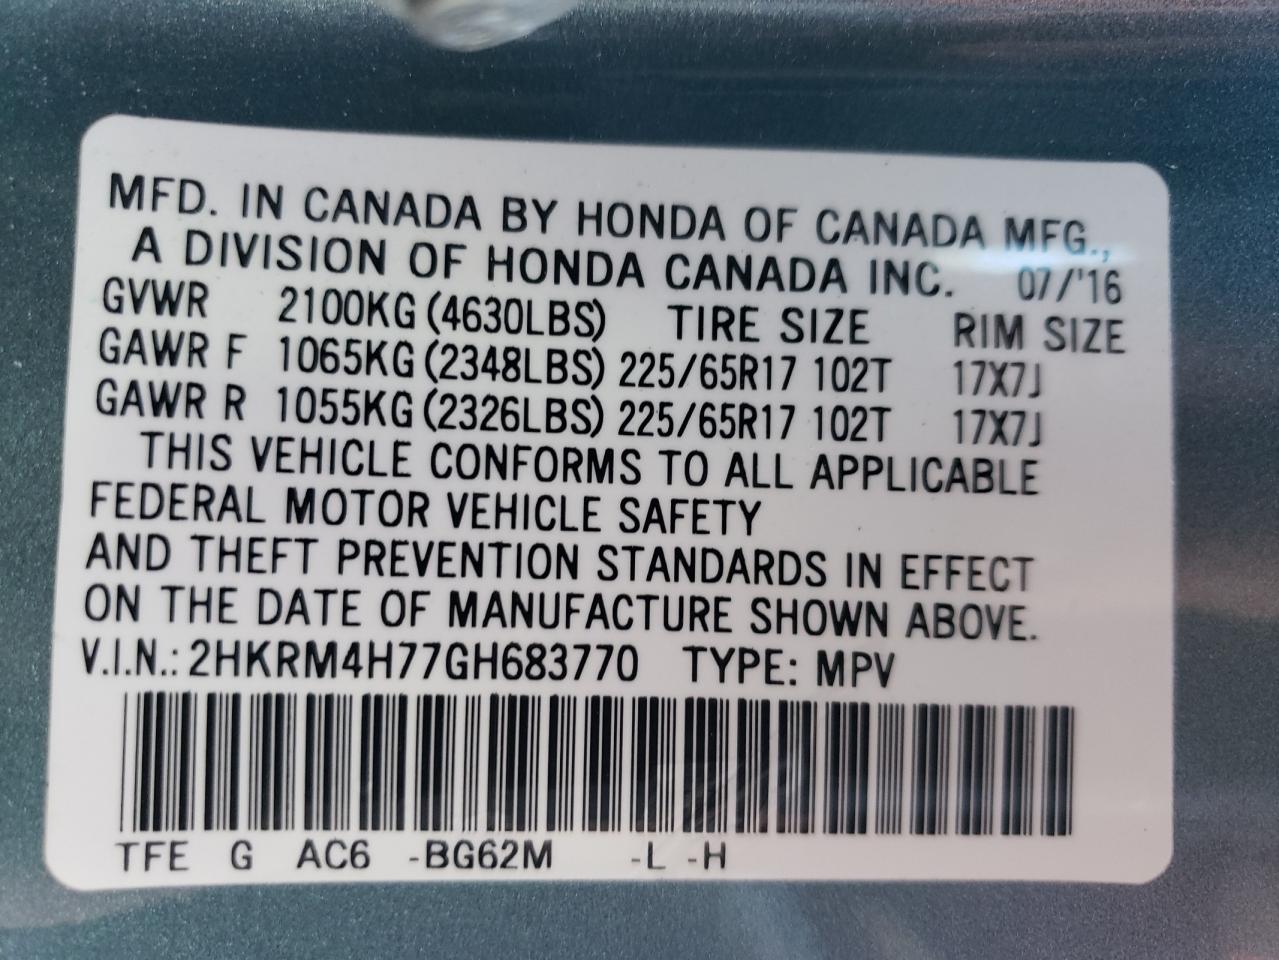 MFD. IN CANADA BY HONDA OF CANADA MFG.,
A DIVISION OF HONDA CANADA INC. 07/'16
GVWR 2100KG (4630LBS) TIRE SIZE RIM SIZE
GAWR F 1065KG (2348LBS) 225/65R17 102T 17X7J
GAWR R 1055KG (2326LBS) 225/65R17 102T 17X7J
THIS VEHICLE CONFORMS TO ALL APPLICABLE
FEDERAL MOTOR VEHICLE SAFETY
AND THEFT PREVENTION STANDARDS IN EFFECT
ON THE DATE OF MANUFACTURE SHOWN ABOVE.
V.I.N.: 2HKRM4H77GH683770 TYPE: MPV
TFE G AC6 -BG62M -L -H